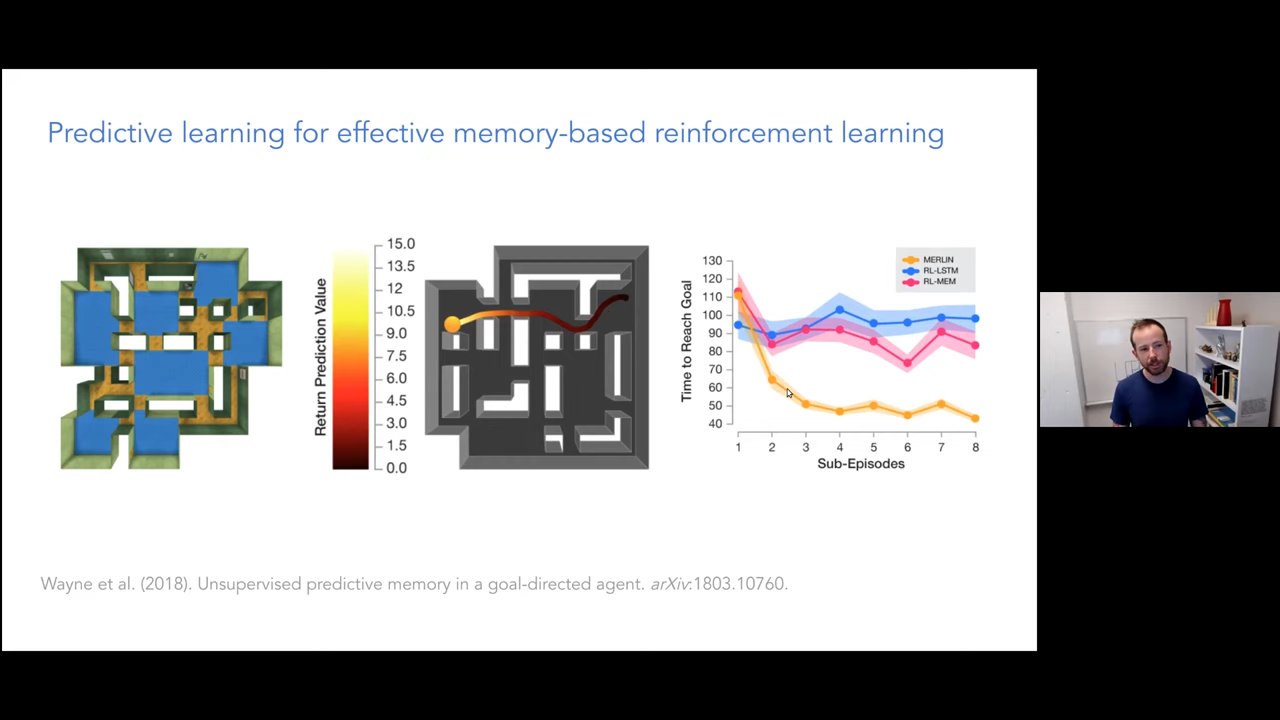 Predictive learning for effective memory-based reinforcement learning
Return Prediction Value
15.0
13.5
12
10.5
9.0
7.5
6.0
4.5
3.0
1.5
0.0
Time to Reach Goal
130
120
110
100
90
80
70
60
50
40
MERLIN
RL-LSTM
RL-MEM
1 2 3 4 5 6 7 8
Sub-Episodes
Wayne et al. (2018). Unsupervised predictive memory in a goal-directed agent. arXiv:1803.10760.